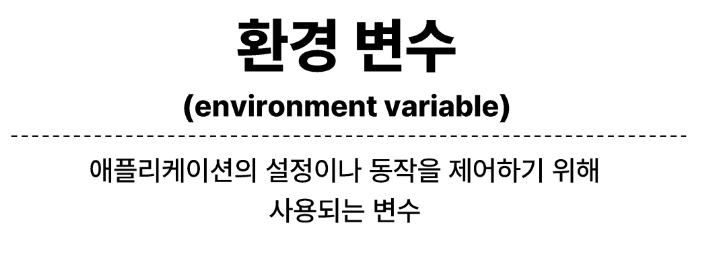 환경 변수
(environment variable)
애플리케이션의 설정이나 동작을 제어하기 위해
사용되는 변수